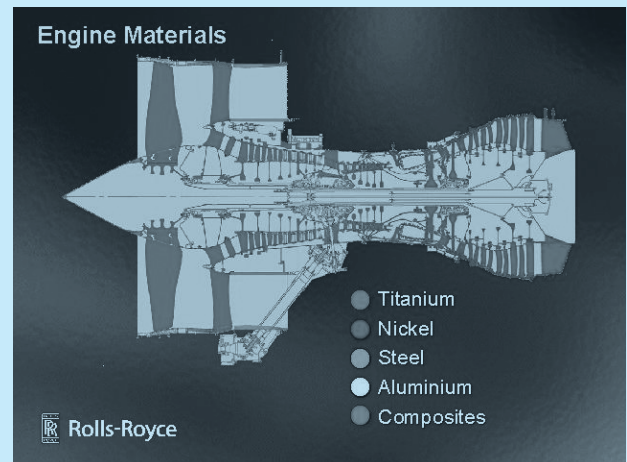 Engine Materials
Titanium
Nickel
Steel
Aluminium
Composites
Rolls-Royce